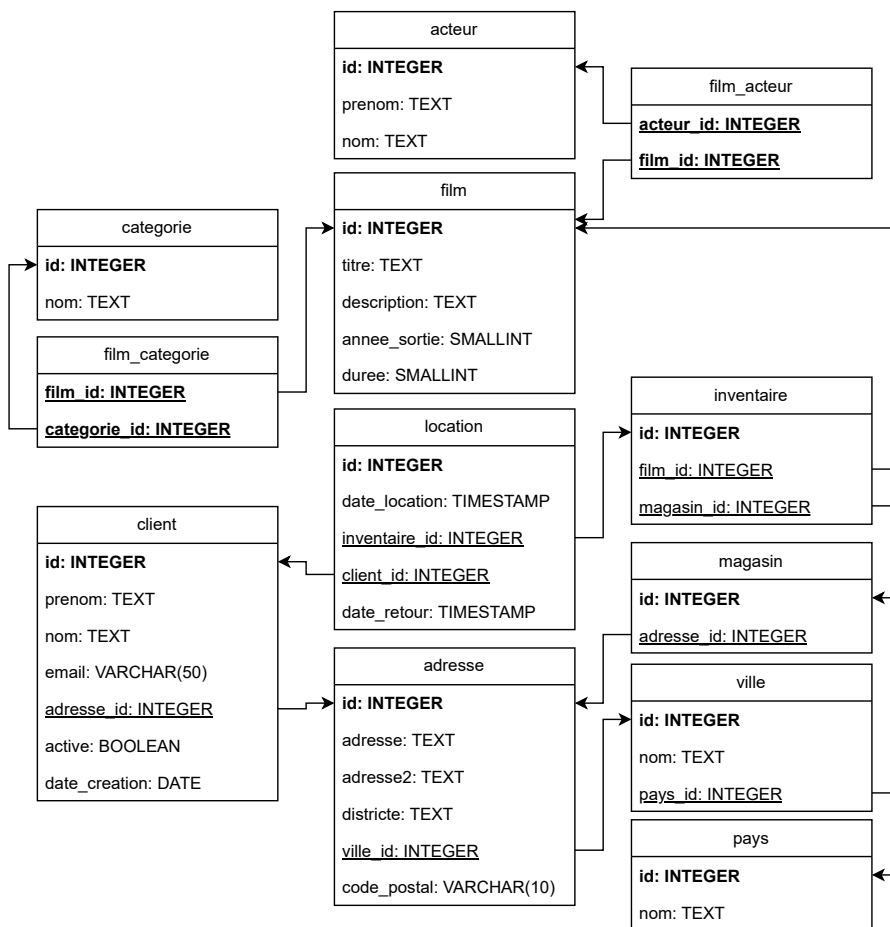 acteur
id: INTEGER
prenom: TEXT
nom: TEXT
film_acteur
acteur_id: INTEGER
film_id: INTEGER
film
id: INTEGER
titre: TEXT
description: TEXT
annee_sortie: SMALLINT
duree: SMALLINT
categorie
id: INTEGER
nom: TEXT
film_categorie
film_id: INTEGER
categorie_id: INTEGER
location
id: INTEGER
date_location: TIMESTAMP
inventaire_id: INTEGER
client_id: INTEGER
date_retour: TIMESTAMP
inventaire
id: INTEGER
film_id: INTEGER
magasin_id: INTEGER
client
id: INTEGER
prenom: TEXT
nom: TEXT
email: VARCHAR(50)
adresse_id: INTEGER
active: BOOLEAN
date_creation: DATE
magasin
id: INTEGER
adresse_id: INTEGER
adresse
id: INTEGER
adresse: TEXT
adresse2: TEXT
districte: TEXT
ville_id: INTEGER
code_postal: VARCHAR(10)
ville
id: INTEGER
nom: TEXT
pays_id: INTEGER
pays
id: INTEGER
nom: TEXT